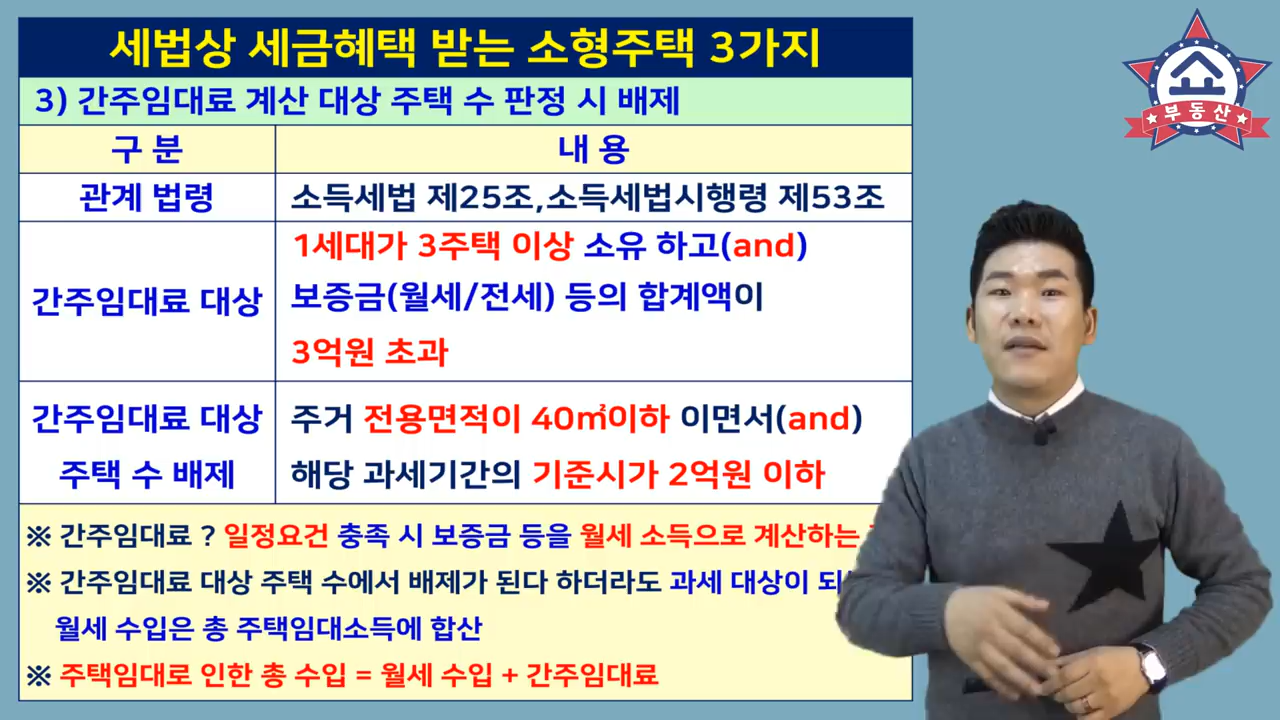 세법상 세금혜택 받는 소형주택 3가지
부동산
3) 간주임대료 계산 대상 주택 수 판정 시 배제
구 분
내 용
관계 법령
소득세법 제25조,소득세법시행령 제53조
간주임대료 대상
1세대가 3주택 이상 소유 하고(and)
보증금(월세/전세) 등의 합계액이
3억원 초과
간주임대료 대상
주택 수 배제
주거 전용면적이 40㎡이하 이면서(and)
해당 과세기간의 기준시가 2억원 이하
※ 간주임대료 ? 일정요건 충족 시 보증금 등을 월세 소득으로 계산하는
※ 간주임대료 대상 주택 수에서 배제가 된다 하더라도 과세 대상이
월세 수입은 총 주택임대소득에 합산
※ 주택임대로 인한 총 수입 = 월세 수입 + 간주임대료